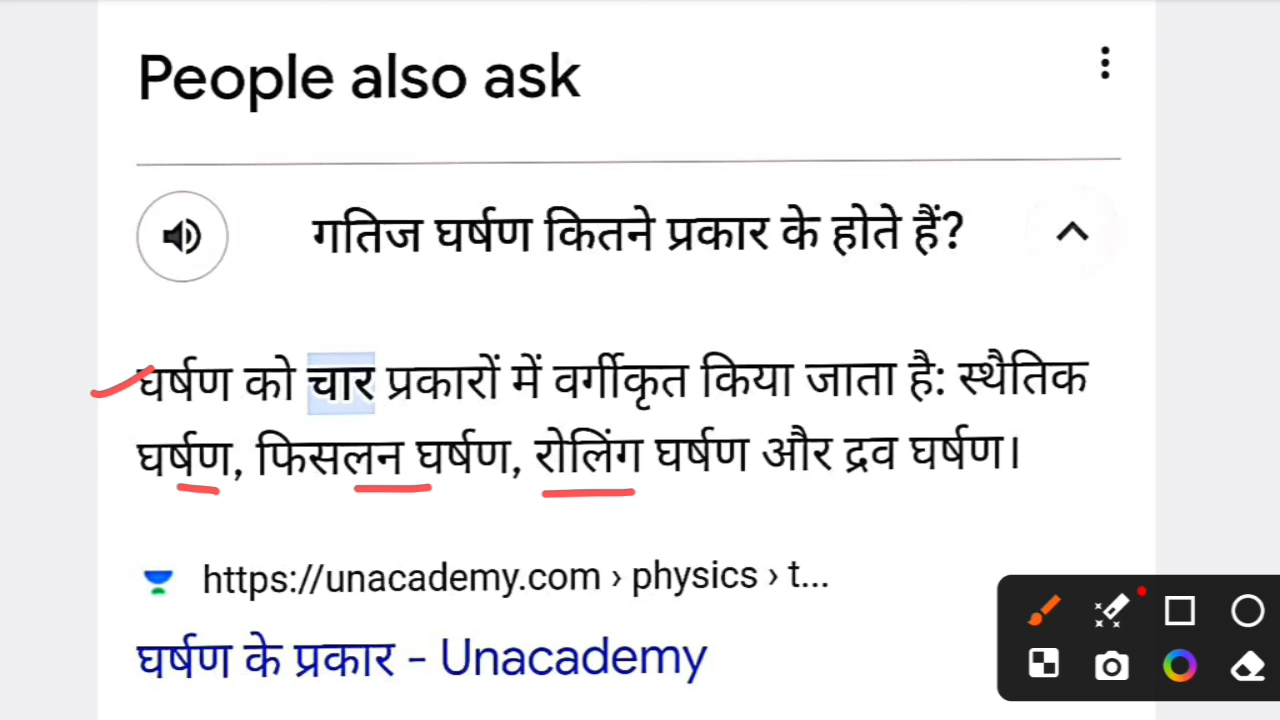 People also ask
गतिज घर्षण कितने प्रकार के होते हैं?
घर्षण को चार प्रकारों में वर्गीकृत किया जाता है: स्थैतिक
घर्षण, फिसलन घर्षण, रोलिंग घर्षण और द्रव घर्षण।
https://unacademy.com › physics › t...
घर्षण के प्रकार - Unacademy